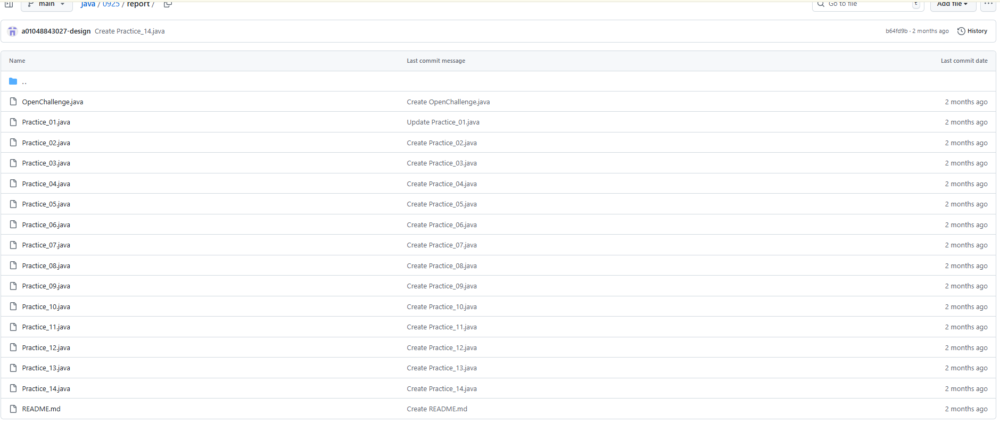 main java / 0925 / report / Go to file t Add file ...
a01048843027-design Create Practice_14.java b64fd9b · 2 months ago History
Name Last commit message Last commit date
..
OpenChallenge.java Create OpenChallenge.java 2 months ago
Practice_01.java Update Practice_01.java 2 months ago
Practice_02.java Create Practice_02.java 2 months ago
Practice_03.java Create Practice_03.java 2 months ago
Practice_04.java Create Practice_04.java 2 months ago
Practice_05.java Create Practice_05.java 2 months ago
Practice_06.java Create Practice_06.java 2 months ago
Practice_07.java Create Practice_07.java 2 months ago
Practice_08.java Create Practice_08.java 2 months ago
Practice_09.java Create Practice_09.java 2 months ago
Practice_10.java Create Practice_10.java 2 months ago
Practice_11.java Create Practice_11.java 2 months ago
Practice_12.java Create Practice_12.java 2 months ago
Practice_13.java Create Practice_13.java 2 months ago
Practice_14.java Create Practice_14.java 2 months ago
README.md Create README.md 2 months ago